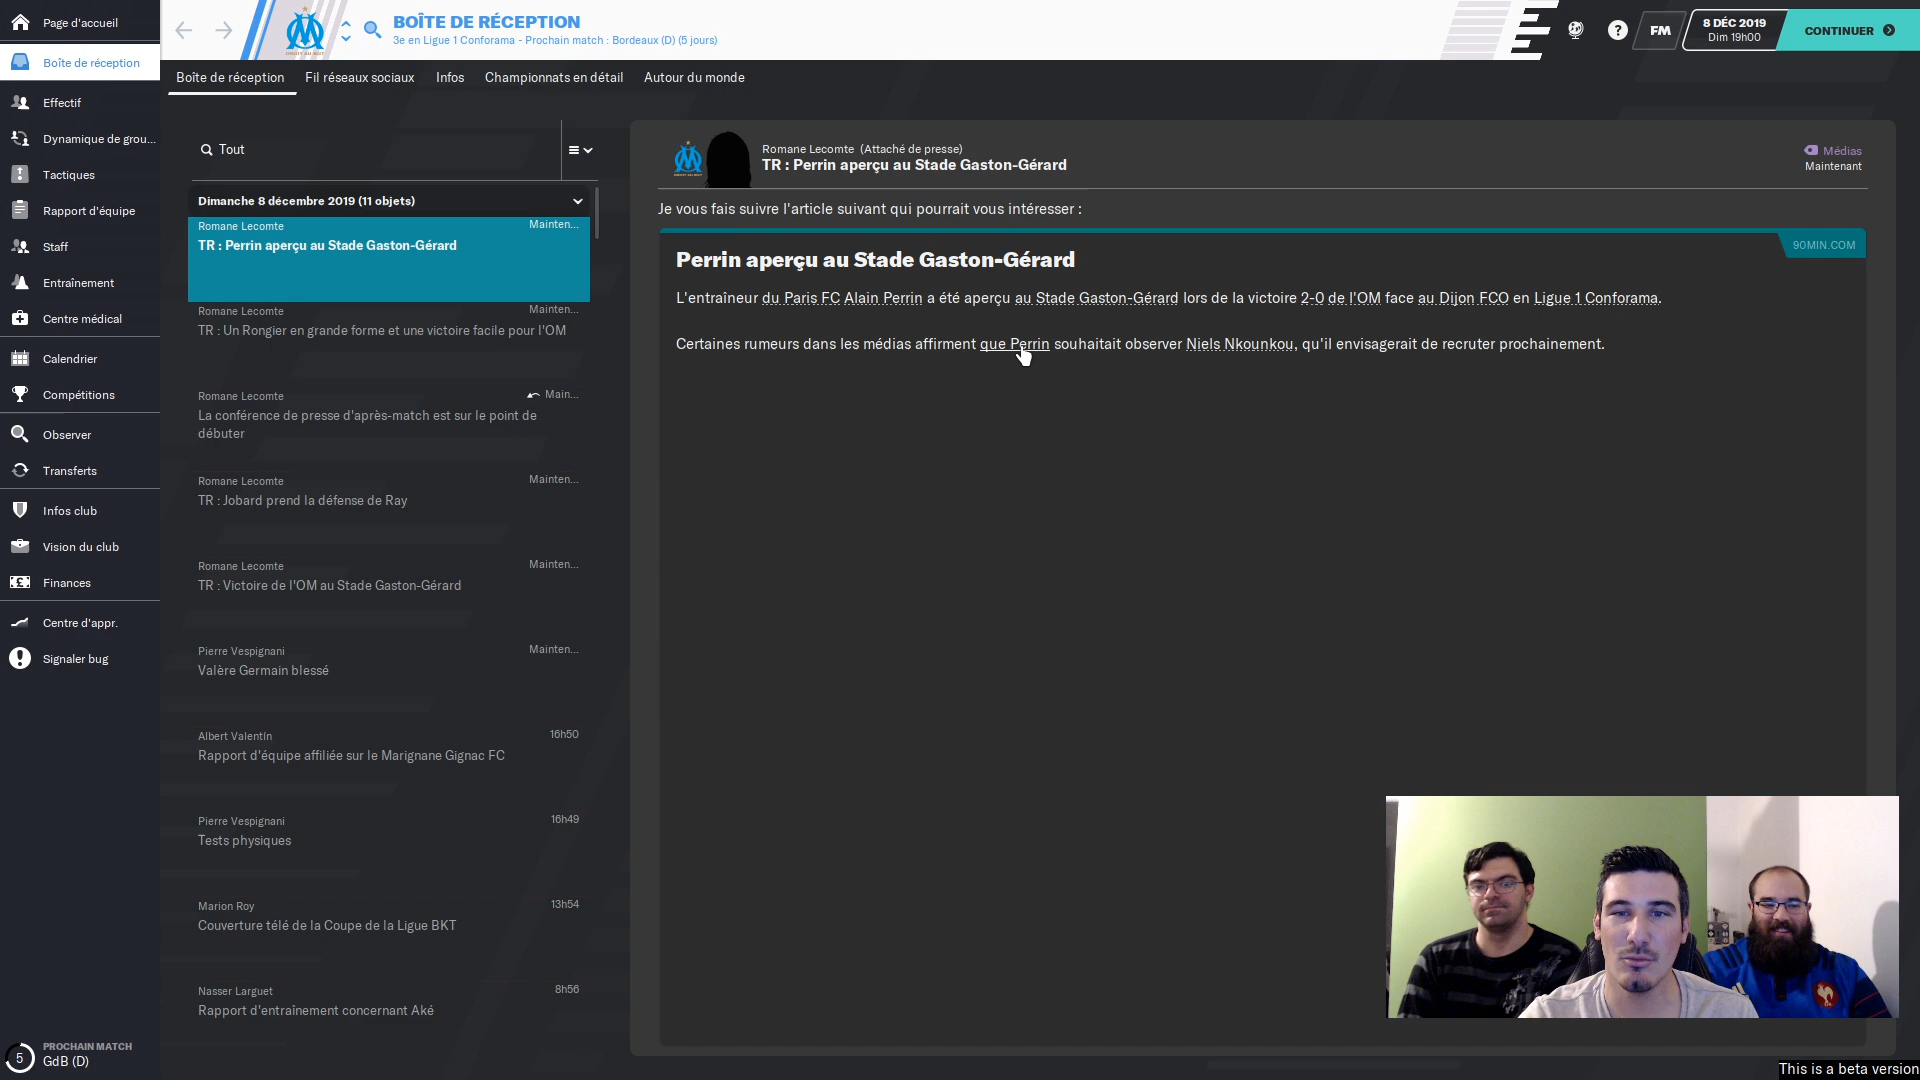 Page d'accueil
Boîte de réception
Effectif
Dynamique de grou...
Tactiques
Rapport d'équipe
Staff
Entraînement
Centre médical
Calendrier
Compétitions
Observer
Transferts
Infos club
Vision du club
Finances
Centre d'appr.
Signaler bug
5
PROCHAIN MATCH
GdB (D)
BOÎTE DE RÉCEPTION
3e en Ligue 1 Conforama - Prochain match : Bordeaux (D) (5 jours)
?
FM
8 DÉC 2019
Dim 19h00
CONTINUER
Boîte de réception
Fil réseaux sociaux
Infos
Championnats en détail
Autour du monde
Tout
Dimanche 8 décembre 2019 (11 objets)
Romane Lecomte
Mainten...
TR : Perrin aperçu au Stade Gaston-Gérard
Romane Lecomte
Mainten...
TR : Un Rongier en grande forme et une victoire facile pour l'OM
Romane Lecomte
Main...
La conférence de presse d'après-match est sur le point de
débuter
Romane Lecomte
Mainten...
TR : Jobard prend la défense de Ray
Romane Lecomte
Mainten...
TR : Victoire de l'OM au Stade Gaston-Gérard
Pierre Vespignani
Mainten...
Valère Germain blessé
Albert Valentín
16h50
Rapport d'équipe affiliée sur le Marignane Gignac FC
Pierre Vespignani
16h49
Tests physiques
Marion Roy
13h54
Couverture télé de la Coupe de la Ligue BKT
Nasser Larguet
8h56
Rapport d'entraînement concernant Aké
Romane Lecomte (Attaché de presse)
TR : Perrin aperçu au Stade Gaston-Gérard
Médias
Maintenant
Je vous fais suivre l'article suivant qui pourrait vous intéresser :
90MIN.COM
Perrin aperçu au Stade Gaston-Gérard
L'entraîneur du Paris FC Alain Perrin a été aperçu au Stade Gaston-Gérard lors de la victoire 2-0 de l'OM face au Dijon FCO en Ligue 1 Conforama.
Certaines rumeurs dans les médias affirment que Perrin souhaitait observer Niels Nkounkou, qu'il envisagerait de recruter prochainement.
This is a beta version